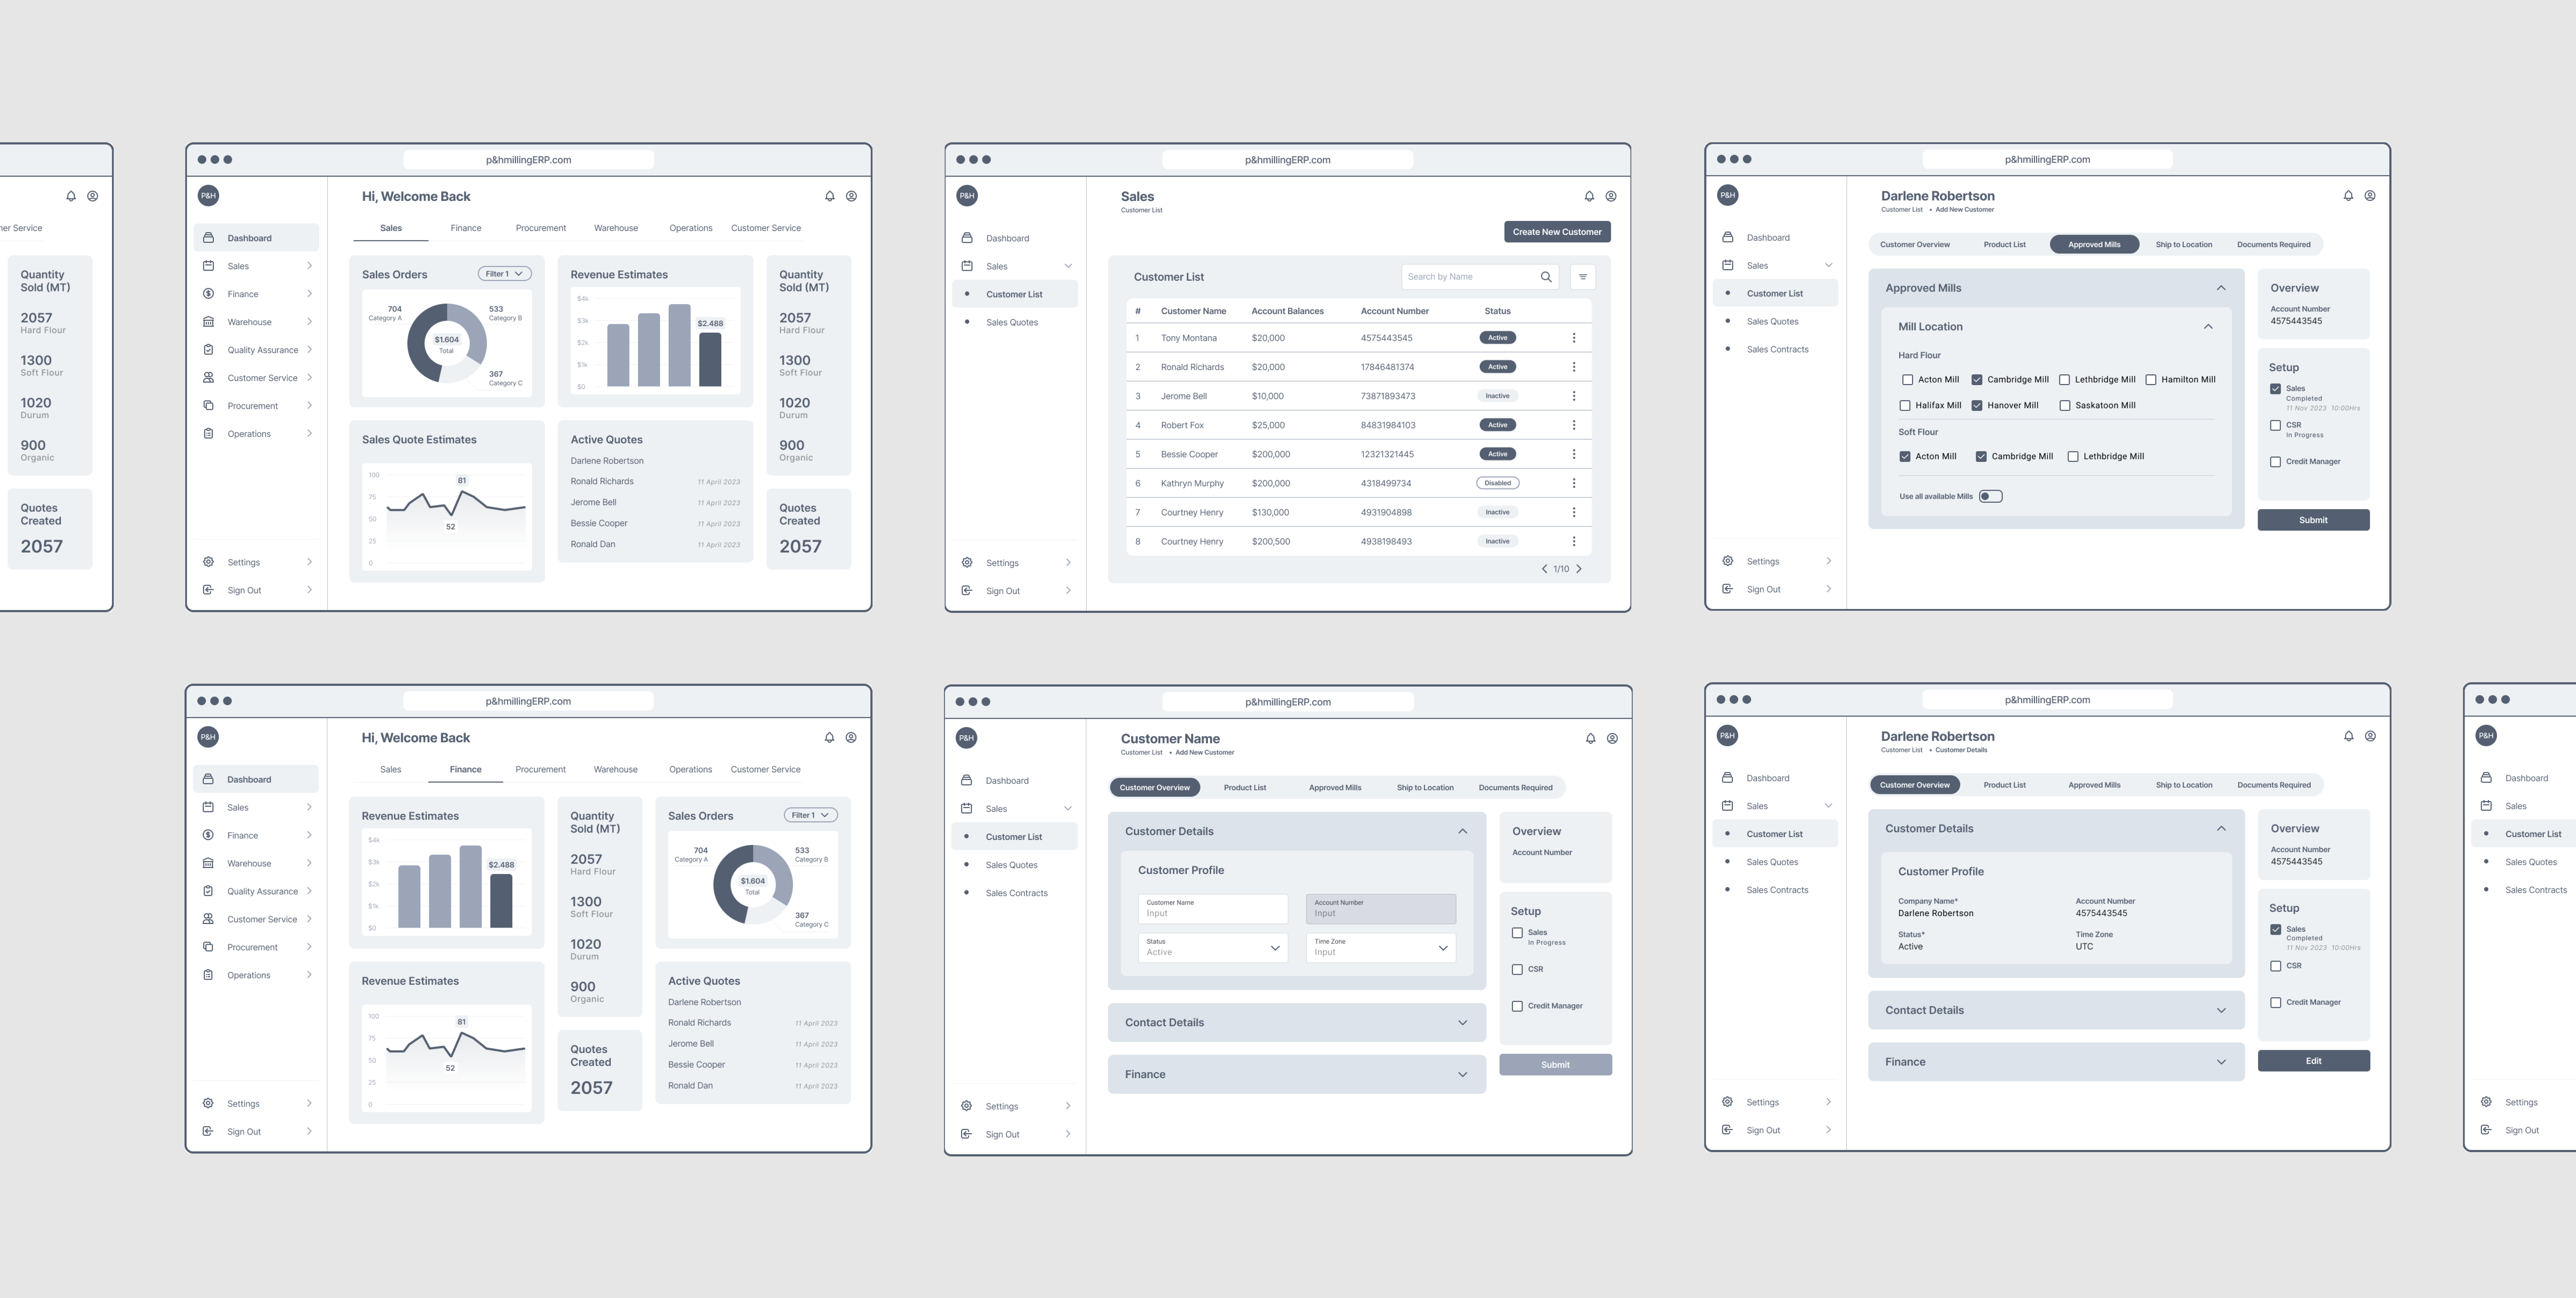 er Service
Quantity
Sold (MT)
2057
Hard Flour
1300
Soft Flour
1020
Durum
900
Organic
Quotes
Created
2057
p&hmillingERP.com
P&H
Hi, Welcome Back
Dashboard
Sales
Finance
Warehouse
Quality Assurance
Customer Service
Procurement
Operations
Settings
Sign Out
Sales Finance Procurement Warehouse Operations Customer Service
Sales Orders
Filter 1
704
Category A
533
Category B
$1.604
Total
367
Category C
Revenue Estimates
$4k
$3k
$2k
$1k
$0
$2.488
Quantity
Sold (MT)
2057
Hard Flour
1300
Soft Flour
1020
Durum
900
Organic
Sales Quote Estimates
100
75
50
25
0
81
52
Active Quotes
Darlene Robertson
Ronald Richards 11 April 2023
Jerome Bell 11 April 2023
Bessie Cooper 11 April 2023
Ronald Dan 11 April 2023
Quotes
Created
2057
p&hmillingERP.com
P&H
Sales
Customer List
Dashboard
Sales
Customer List
Sales Quotes
Settings
Sign Out
Create New Customer
Customer List
Search by Name
# Customer Name Account Balances Account Number Status
1 Tony Montana $20,000 4575443545 Active
2 Ronald Richards $20,000 17846481374 Active
3 Jerome Bell $10,000 73871893473 Inactive
4 Robert Fox $25,000 84831984103 Active
5 Bessie Cooper $200,000 12321321445 Active
6 Kathryn Murphy $200,000 4318499734 Disabled
7 Courtney Henry $130,000 4931904898 Inactive
8 Courtney Henry $200,500 4938198493 Inactive
1/10
p&hmillingERP.com
P&H
Darlene Robertson
Customer List • Add New Customer
Dashboard
Sales
Customer List
Sales Quotes
Sales Contracts
Settings
Sign Out
Customer Overview Product List Approved Mills Ship to Location Documents Required
Approved Mills
Mill Location
Hard Flour
Acton Mill Cambridge Mill Lethbridge Mill Hamilton Mill
Halifax Mill Hanover Mill Saskatoon Mill
Soft Flour
Acton Mill Cambridge Mill Lethbridge Mill
Use all available Mills
Overview
Account Number
4575443545
Setup
Sales
Completed
11 Nov 2023 10:00Hrs
CSR
In Progress
Credit Manager
Submit
p&hmillingERP.com
P&H
Hi, Welcome Back
Dashboard
Sales
Finance
Warehouse
Quality Assurance
Customer Service
Procurement
Operations
Settings
Sign Out
Sales Finance Procurement Warehouse Operations Customer Service
Revenue Estimates
$4k
$3k
$2k
$1k
$0
$2.488
Quantity
Sold (MT)
2057
Hard Flour
1300
Soft Flour
1020
Durum
900
Organic
Sales Orders
Filter 1
704
Category A
533
Category B
$1.604
Total
367
Category C
Revenue Estimates
100
75
50
25
0
81
52
Quotes
Created
2057
Active Quotes
Darlene Robertson
Ronald Richards 11 April 2023
Jerome Bell 11 April 2023
Bessie Cooper 11 April 2023
Ronald Dan 11 April 2023
p&hmillingERP.com
P&H
Customer Name
Customer List • Add New Customer
Dashboard
Sales
Customer List
Sales Quotes
Sales Contracts
Settings
Sign Out
Customer Overview Product List Approved Mills Ship to Location Documents Required
Customer Details
Customer Profile
Customer Name
Input
Account Number
Input
Status
Active
Time Zone
Input
Contact Details
Finance
Overview
Account Number
Setup
Sales
In Progress
CSR
Credit Manager
Submit
p&hmillingERP.com
P&H
Darlene Robertson
Customer List • Customer Details
Dashboard
Sales
Customer List
Sales Quotes
Sales Contracts
Settings
Sign Out
Customer Overview Product List Approved Mills Ship to Location Documents Required
Customer Details
Customer Profile
Company Name*
Darlene Robertson
Account Number
4575443545
Status*
Active
Time Zone
UTC
Contact Details
Finance
Overview
Account Number
4575443545
Setup
Sales
Completed
11 Nov 2023 10:00Hrs
CSR
Credit Manager
Edit
P&H
Dashboard
Sales
Customer List
Sales Quotes
Sales Contracts
Settings
Sign Out